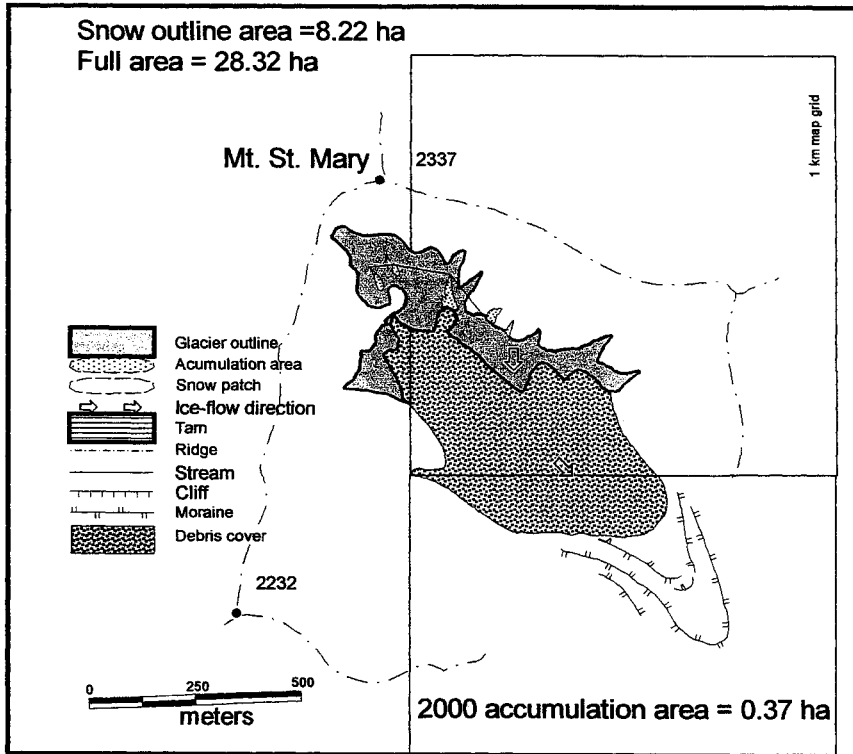 Snow outline area =8.22 ha
Full area = 28.32 ha
1 km map grid
Mt. St. Mary
2337
Glacier outline
Acumulation area
Snow patch
Ice-flow direction
Tarn
Ridge
Stream
Cliff
Moraine
Debris cover
2232
0 250 500
meters
2000 accumulation area = 0.37 ha